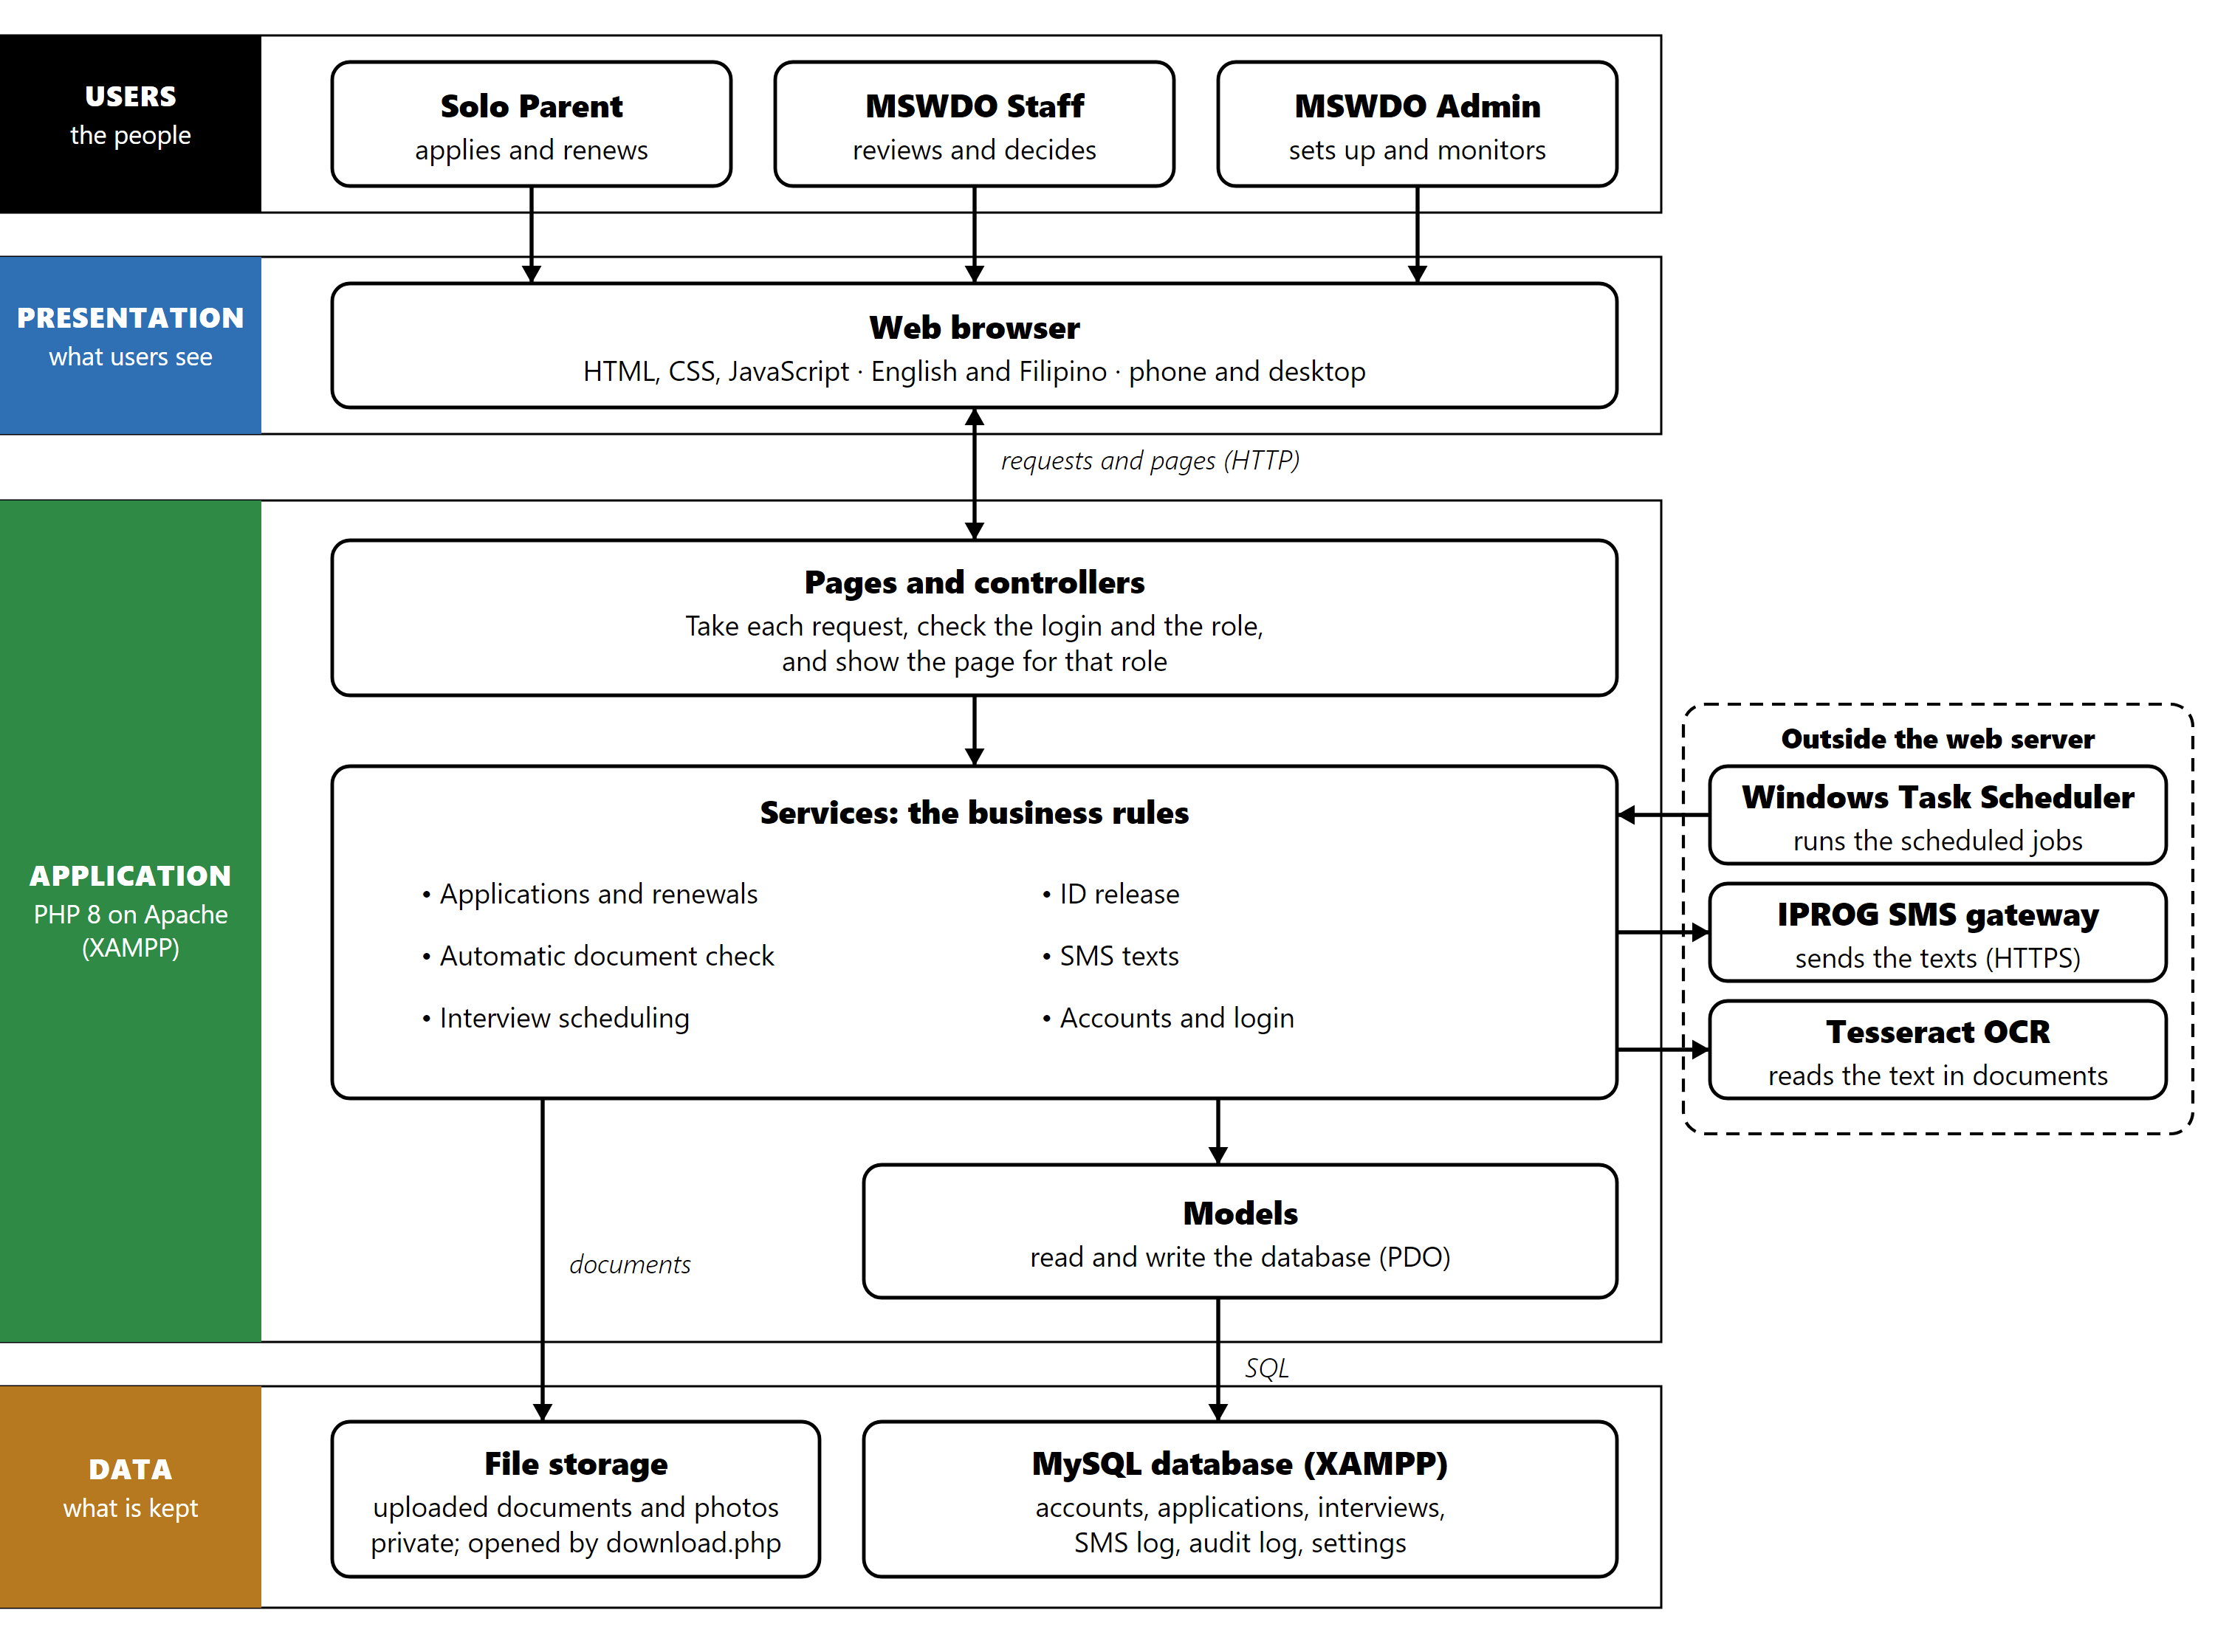 USERS
the people
Solo Parent
applies and renews
MSWDO Staff
reviews and decides
MSWDO Admin
sets up and monitors
PRESENTATION
what users see
Web browser
HTML, CSS, JavaScript · English and Filipino · phone and desktop
requests and pages (HTTP)
APPLICATION
PHP 8 on Apache
(XAMPP)
Pages and controllers
Take each request, check the login and the role,
and show the page for that role
Services: the business rules
• Applications and renewals
• Automatic document check
• Interview scheduling
• ID release
• SMS texts
• Accounts and login
Outside the web server
Windows Task Scheduler
runs the scheduled jobs
IPROG SMS gateway
sends the texts (HTTPS)
Tesseract OCR
reads the text in documents
documents
Models
read and write the database (PDO)
SQL
DATA
what is kept
File storage
uploaded documents and photos
private; opened by download.php
MySQL database (XAMPP)
accounts, applications, interviews,
SMS log, audit log, settings